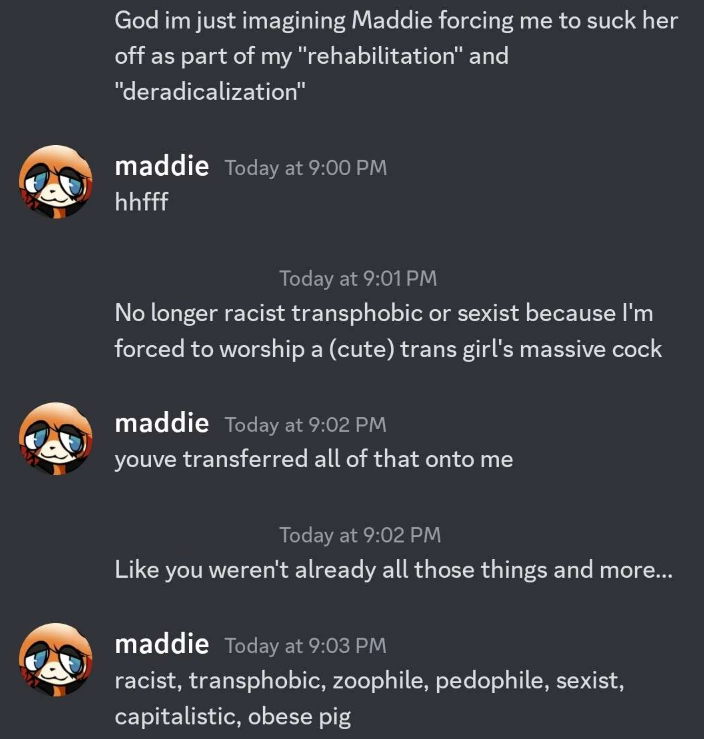 God im just imagining Maddie forcing me to suck her
off as part of my "rehabilitation" and
"deradicalization"
maddie Today at 9:00 PM
hhfff
Today at 9:01 PM
No longer racist transphobic or sexist because I'm
forced to worship a (cute) trans girl's massive cock
maddie Today at 9:02 PM
youve transferred all of that onto me
Today at 9:02 PM
Like you weren't already all those things and more...
maddie Today at 9:03 PM
racist, transphobic, zoophile, pedophile, sexist,
capitalistic, obese pig